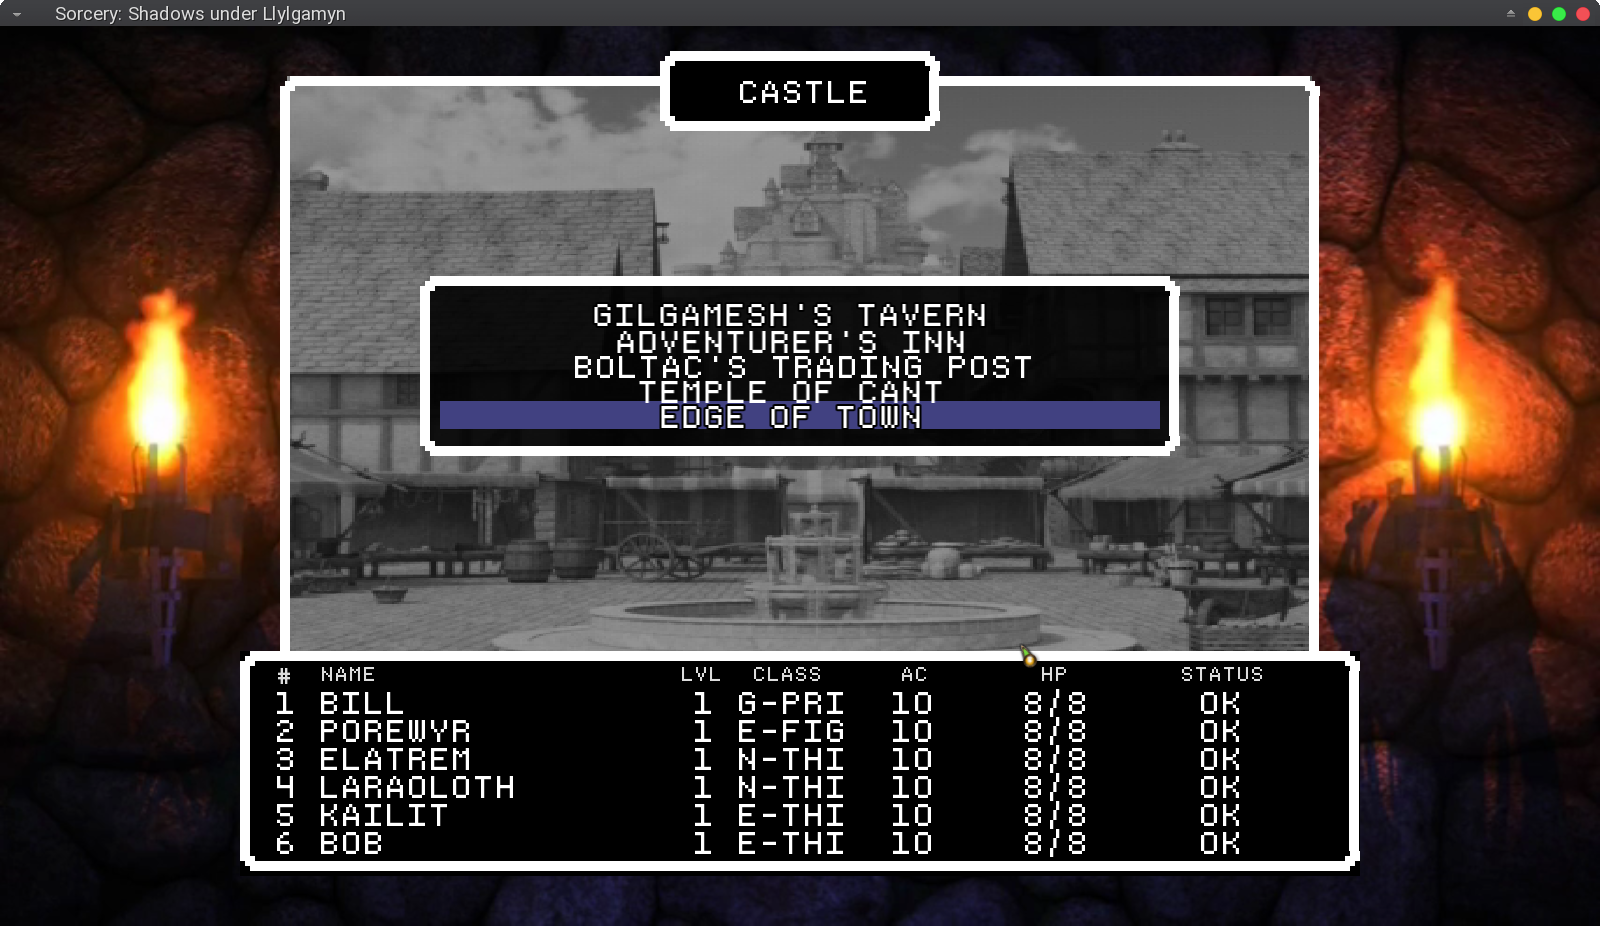 Sorcery: Shadows under Llylgamyn
CASTLE
GILGAMESH'S TAVERN
ADVENTURER'S INN
BOLTAC'S TRADING POST
TEMPLE OF CANT
EDGE OF TOWN
# NAME LVL CLASS AC HP STATUS
1 BILL 1 G-PRI 10 8/8 OK
2 POREWYR 1 E-FIG 10 8/8 OK
3 ELATREM 1 N-THI 10 8/8 OK
4 LARAOLOTH 1 N-THI 10 8/8 OK
5 KAILIT 1 E-THI 10 8/8 OK
6 BOB 1 E-THI 10 8/8 OK